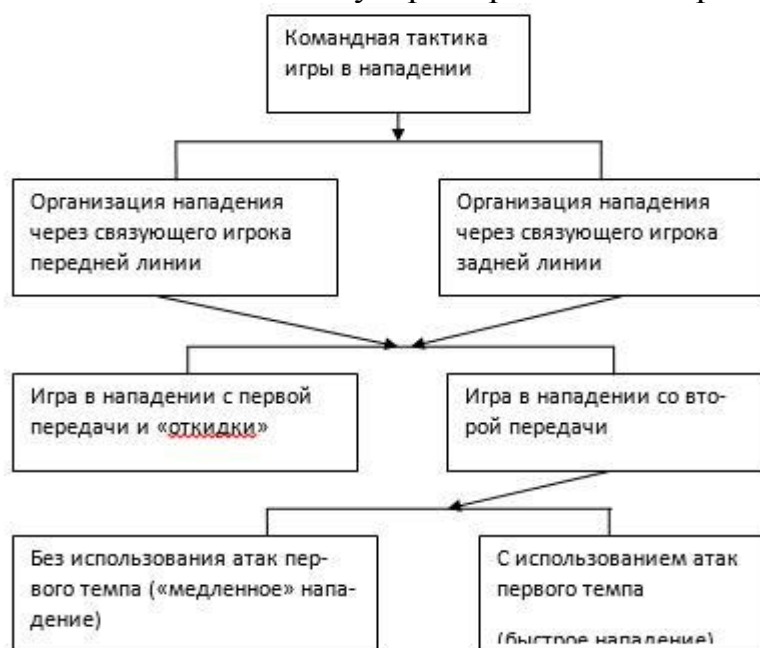 Командная тактика
игры в нападении
Организация нападения
через связующего игрока
передней линии
Организация нападения
через связующего игрока
задней линии
Игра в нападении с первой
передачи и «откидки»
Игра в нападении со вто-
рой передачи
Без использования атак пер-
вого темпа («медленное» напа-
дение)
С использованием атак
первого темпа
(быстрое нападение)